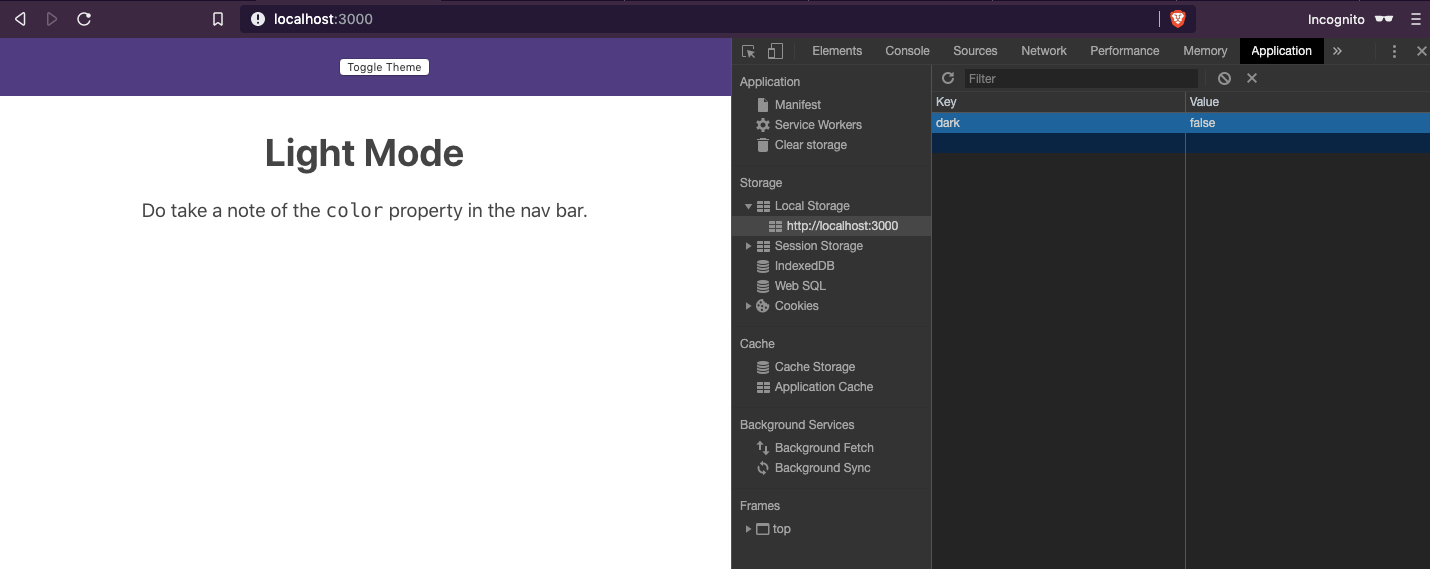 localhost:3000
Incognito
Toggle Theme
Light Mode
Do take a note of the color property in the nav bar.
Elements Console Sources Network Performance Memory Application »
Application
Manifest
Service Workers
Clear storage
Storage
Local Storage
http://localhost:3000
Session Storage
IndexedDB
Web SQL
Cookies
Cache
Cache Storage
Application Cache
Background Services
Background Fetch
Background Sync
Frames
top
Filter
Key Value
dark false